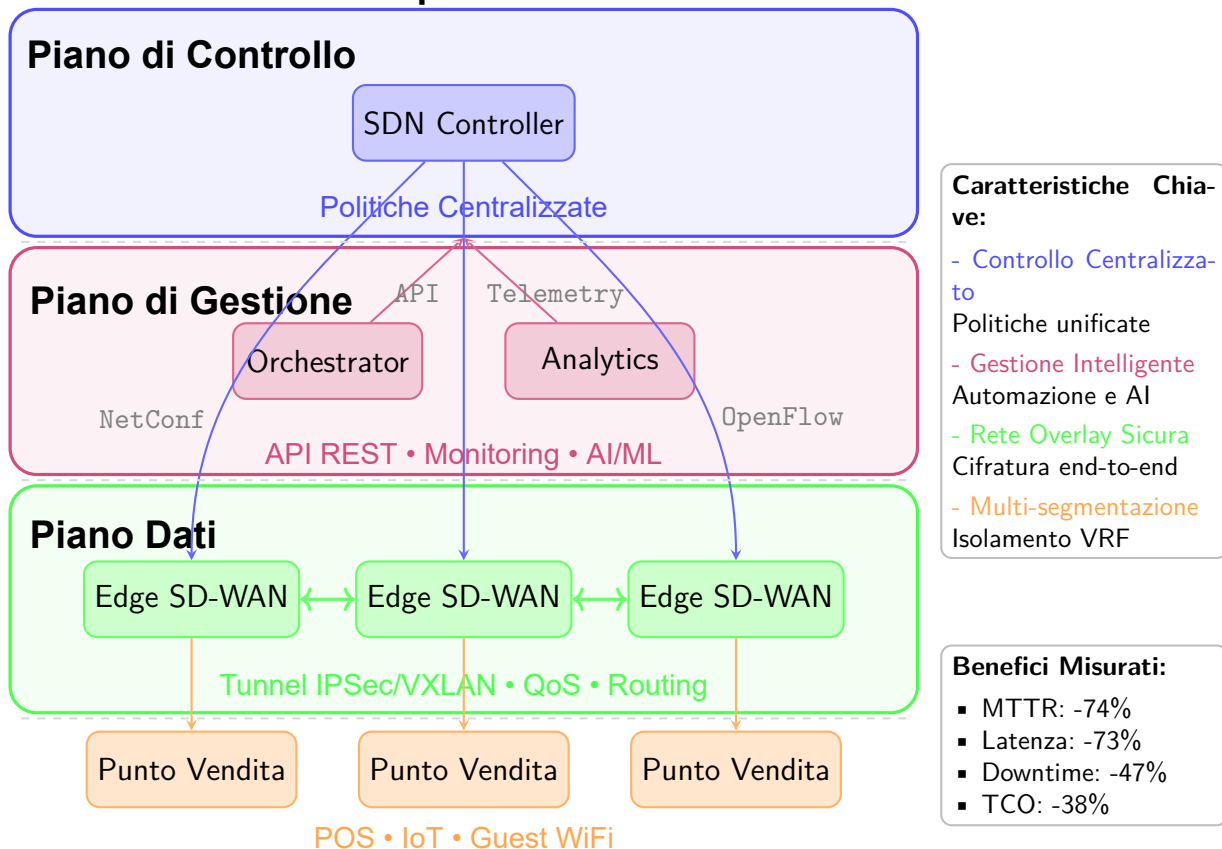 Piano di Controllo
SDN Controller
Politiche Centralizzate
Piano di Gestione
API
Telemetry
Orchestrator
Analytics
NetConf
OpenFlow
API REST • Monitoring • AI/ML
Piano Dati
Edge SD-WAN
Edge SD-WAN
Edge SD-WAN
Tunnel IPSec/VXLAN • QoS • Routing
Punto Vendita
Punto Vendita
Punto Vendita
POS • IoT • Guest WiFi
Caratteristiche Chia-
ve:
- Controllo Centralizza-
to
Politiche unificate
- Gestione Intelligente
Automazione e AI
- Rete Overlay Sicura
Cifratura end-to-end
- Multi-segmentazione
Isolamento VRF
Benefici Misurati:
▪ MTTR: -74%
▪ Latenza: -73%
▪ Downtime: -47%
▪ TCO: -38%